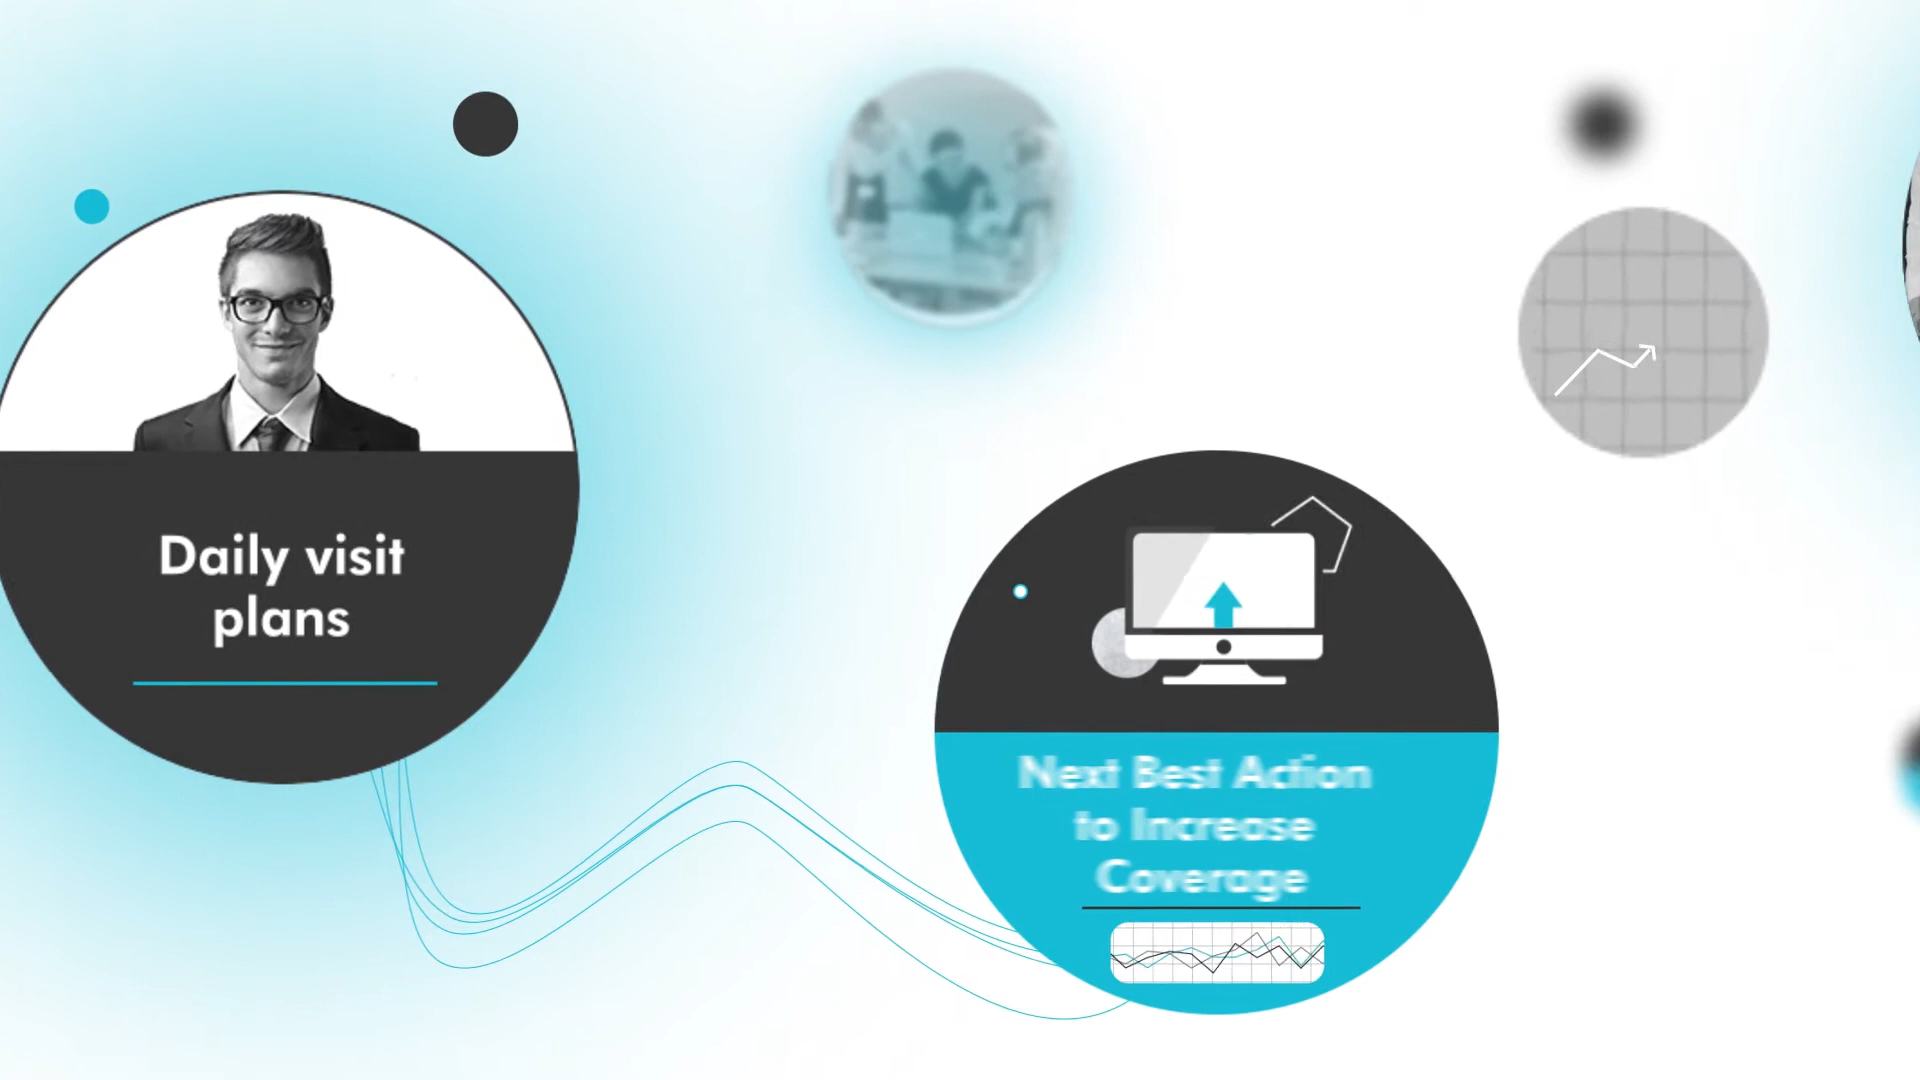 Daily visit
plans
Next Best Action
to Increase
Coverage